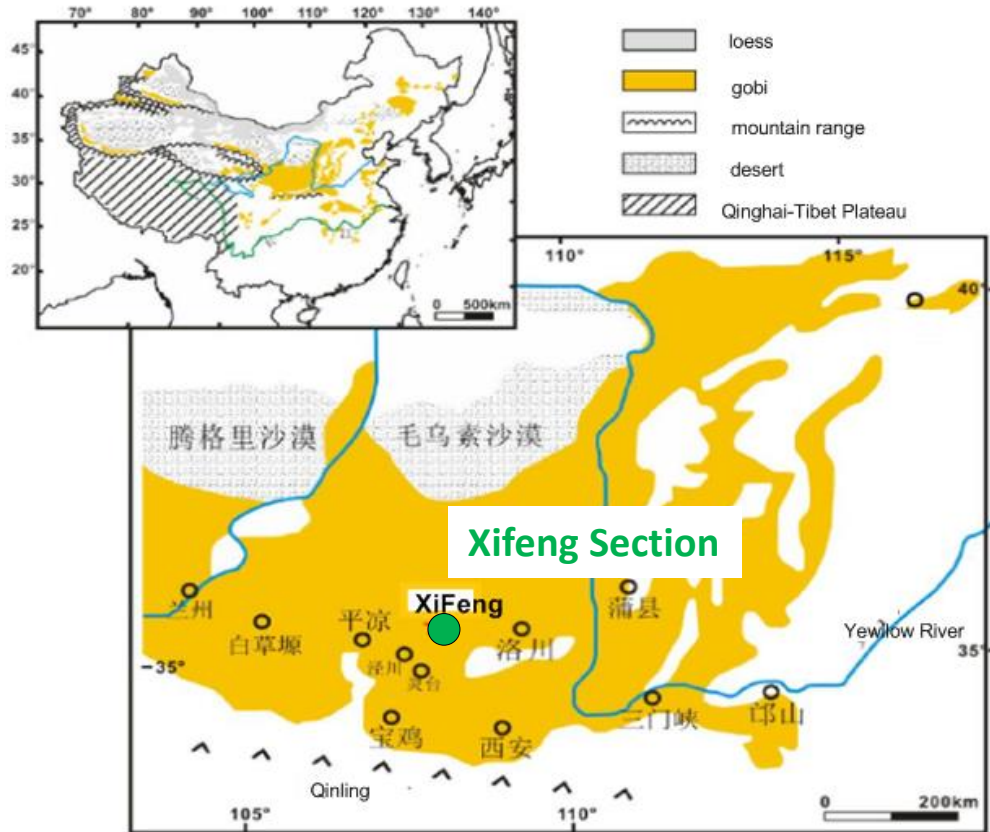 70° 80° 90° 100° 110° 120° 130° 140°
45°
40°
35°
30°
25°
20°
江
0 500km
loess
gobi
mountain range
desert
Qinghai-Tibet Plateau
110° 115°
40°
腾格里沙漠
毛乌素沙漠
Xifeng Section
兰州
白草塬
平凉
XiFeng
泾川
灵台
洛川
蒲县
Yewllow River
35°
35°
宝鸡
西安
三门峡
邙山
Qinling
105° 110°
0 200km